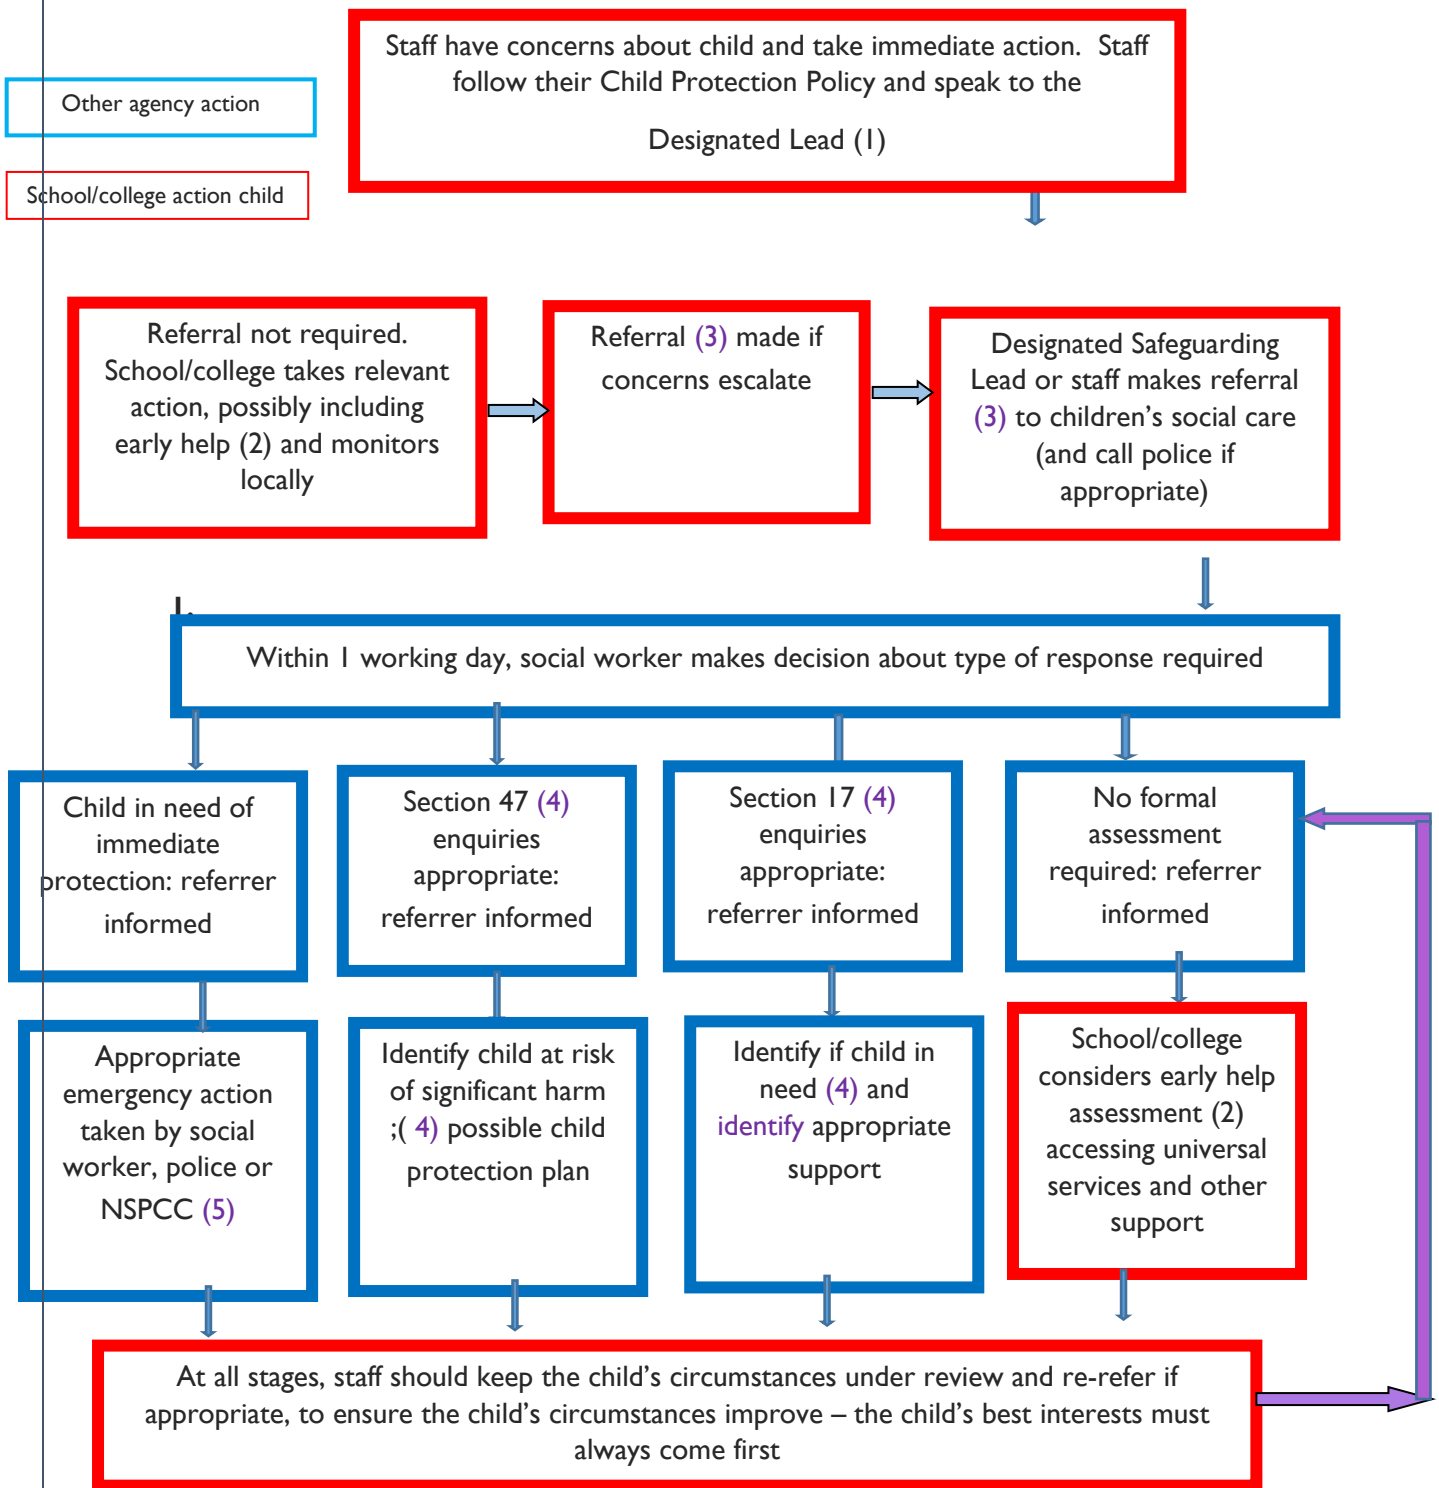 Staff have concerns about child and take immediate action. Staff
follow their Child Protection Policy and speak to the
Designated Lead (1)
Other agency action
School/college action child
Referral not required.
School/college takes relevant
action, possibly including
early help (2) and monitors
locally
Referral (3) made if
concerns escalate
Designated Safeguarding
Lead or staff makes referral
(3) to children’s social care
(and call police if
appropriate)
1.
Within 1 working day, social worker makes decision about type of response required
Child in need of
immediate
protection: referrer
informed
Section 47 (4)
enquiries
appropriate:
referrer informed
Section 17 (4)
enquiries
appropriate:
referrer informed
No formal
assessment
required: referrer
informed
Appropriate
emergency action
taken by social
worker, police or
NSPCC (5)
Identify child at risk
of significant harm
;( 4) possible child
protection plan
Identify if child in
need (4) and
identify appropriate
support
School/college
considers early help
assessment (2)
accessing universal
services and other
support
At all stages, staff should keep the child’s circumstances under review and re-refer if
appropriate, to ensure the child’s circumstances improve – the child’s best interests must
always come first